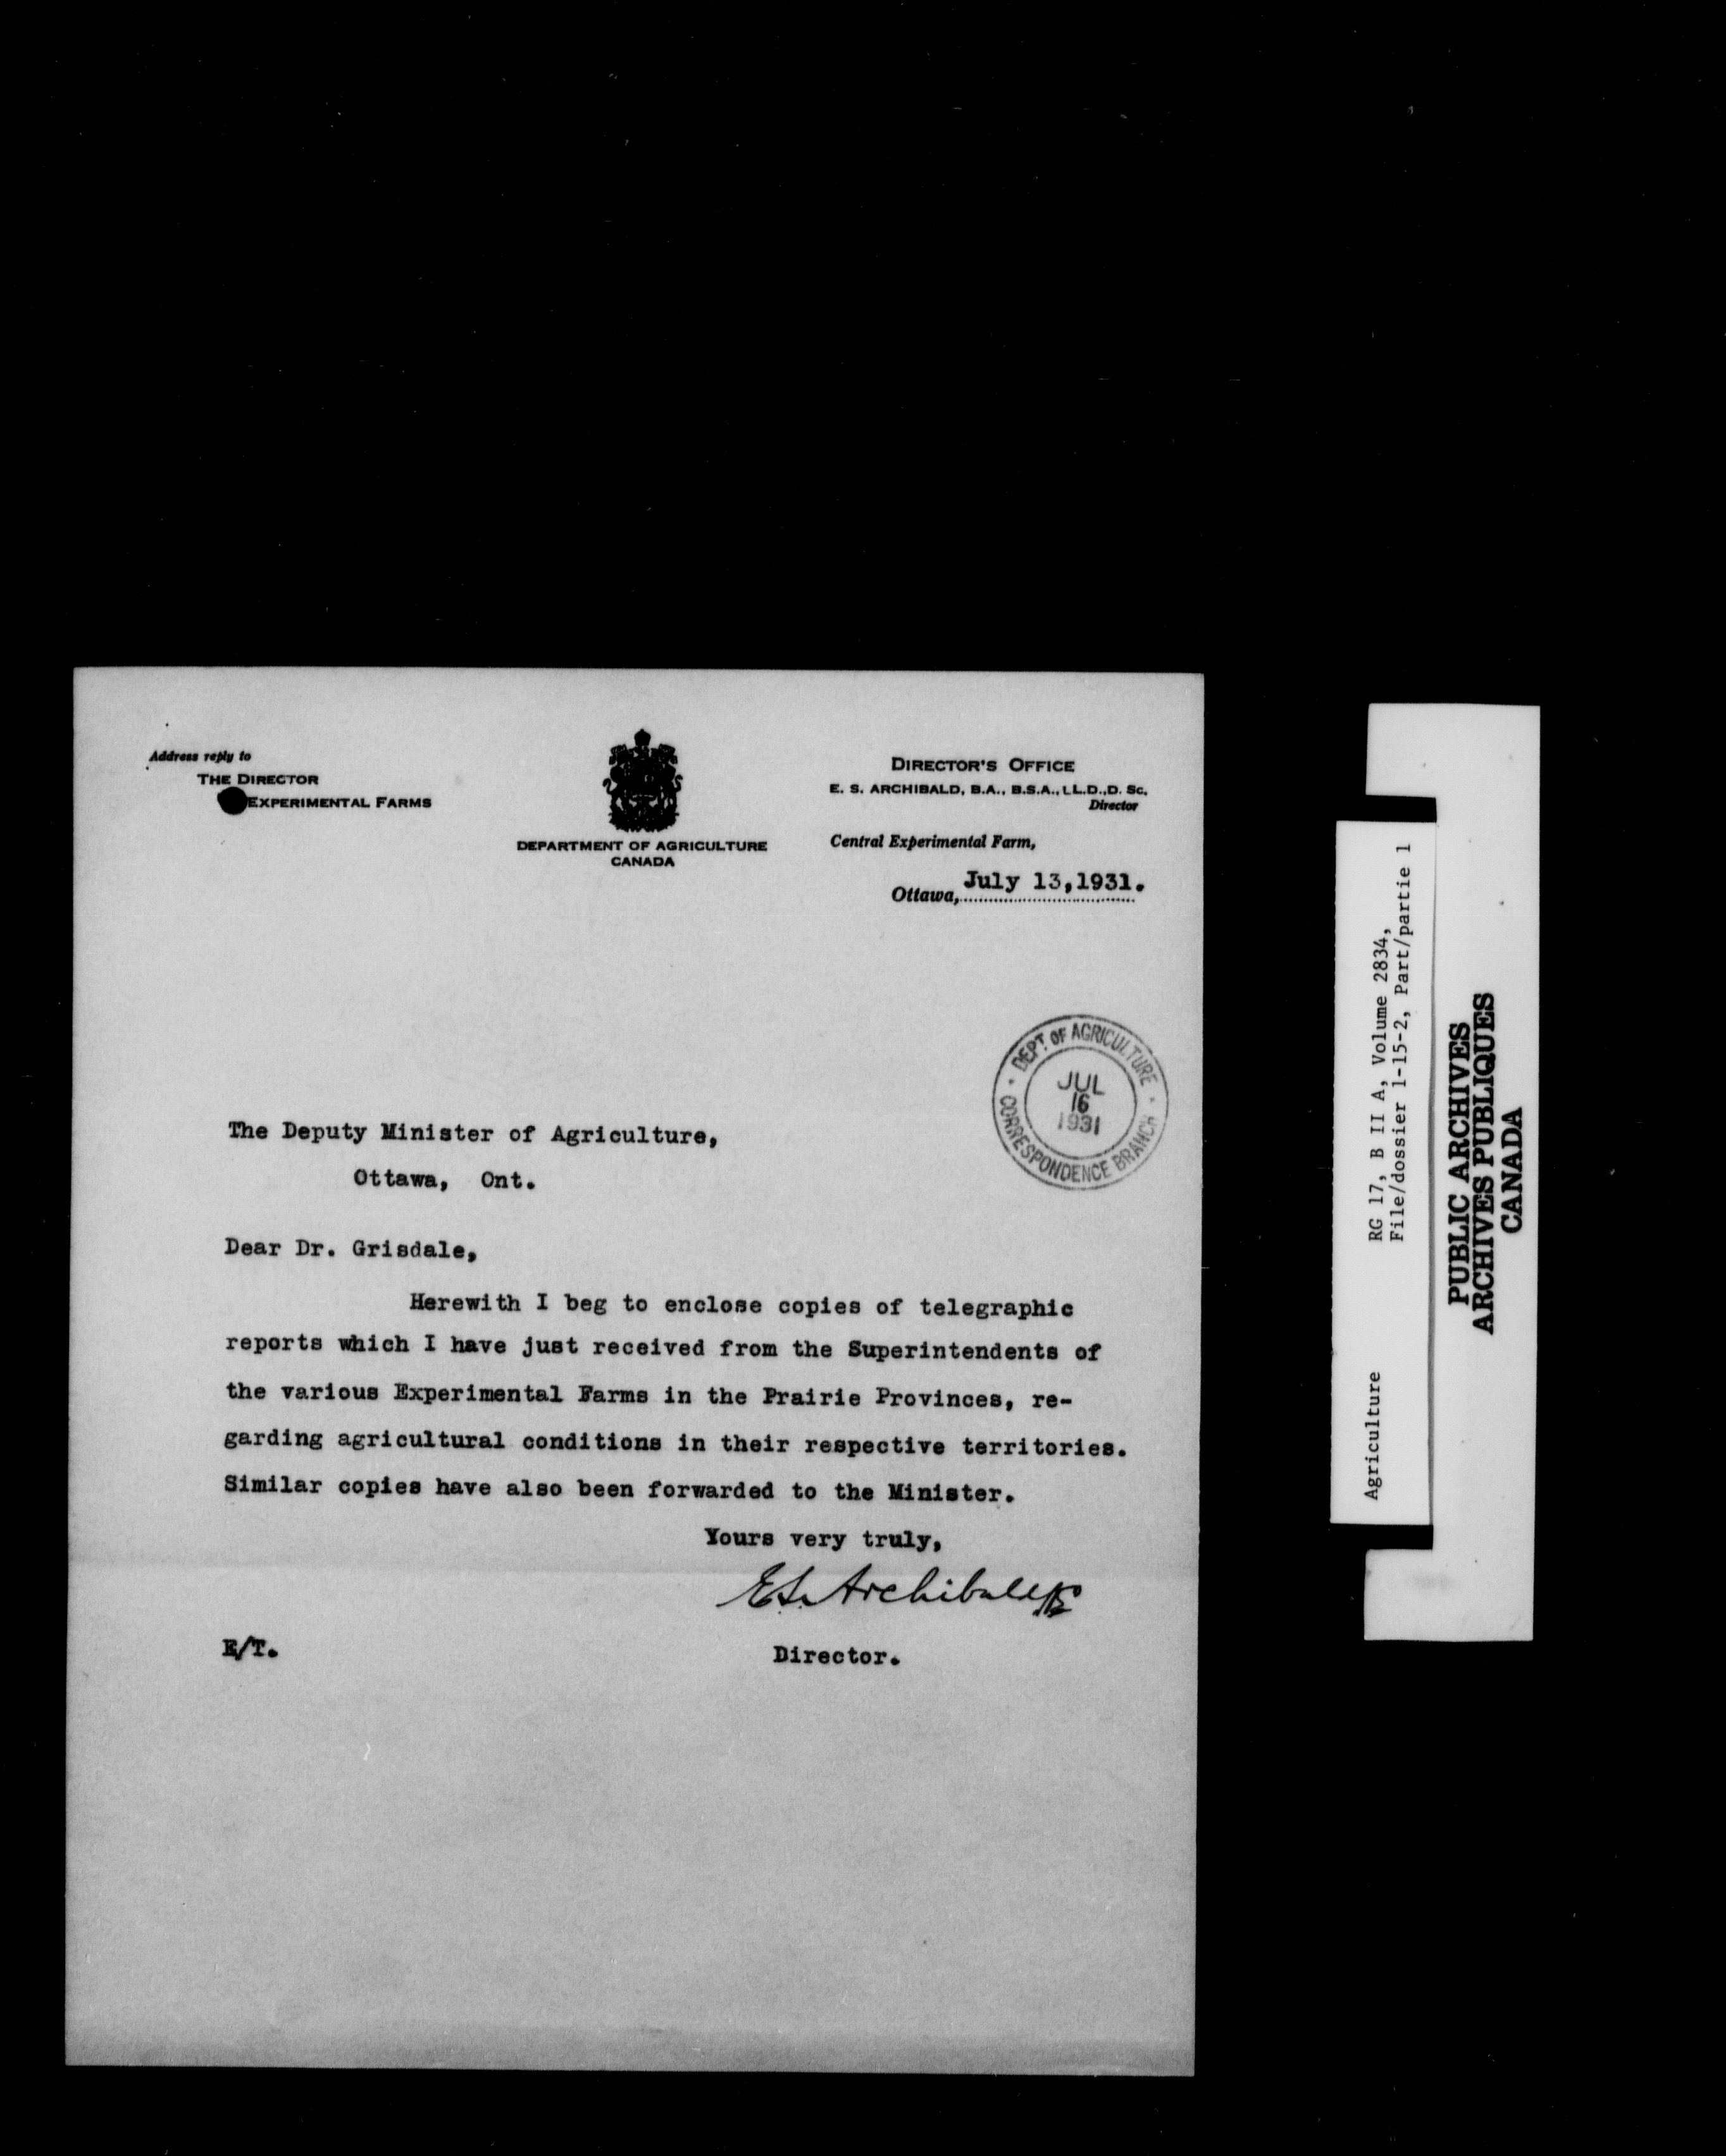 Address reply to
THE DIRECTOR
EXPERIMENTAL FARMS
DEPARTMENT OF AGRICULTURE
CANADA
DIRECTOR'S OFFICE
E. S. ARCHIBALD, B.A., B.S.A., LL.D., D. Sc.
Director
Central Experimental Farm,
Ottawa, July 13,1931.
DEPT. OF AGRICULTURE
JUL
16
1931
CORRESPONDENCE BRANCH
The Deputy Minister of Agriculture,
Ottawa, Ont.
Dear Dr. Grisdale,
Herewith I beg to enclose copies of telegraphic
reports which I have just received from the Superintendents of
the various Experimental Farms in the Prairie Provinces, re-
garding agricultural conditions in their respective territories.
Similar copies have also been forwarded to the Minister.
Yours very truly,
E.S. Archibald
E/T.
Director.
Agriculture RG 17, B II A, Volume 2834,
File/dossier 1-15-2, Part/partie 1
PUBLIC ARCHIVES
ARCHIVES PUBLIQUES
CANADA